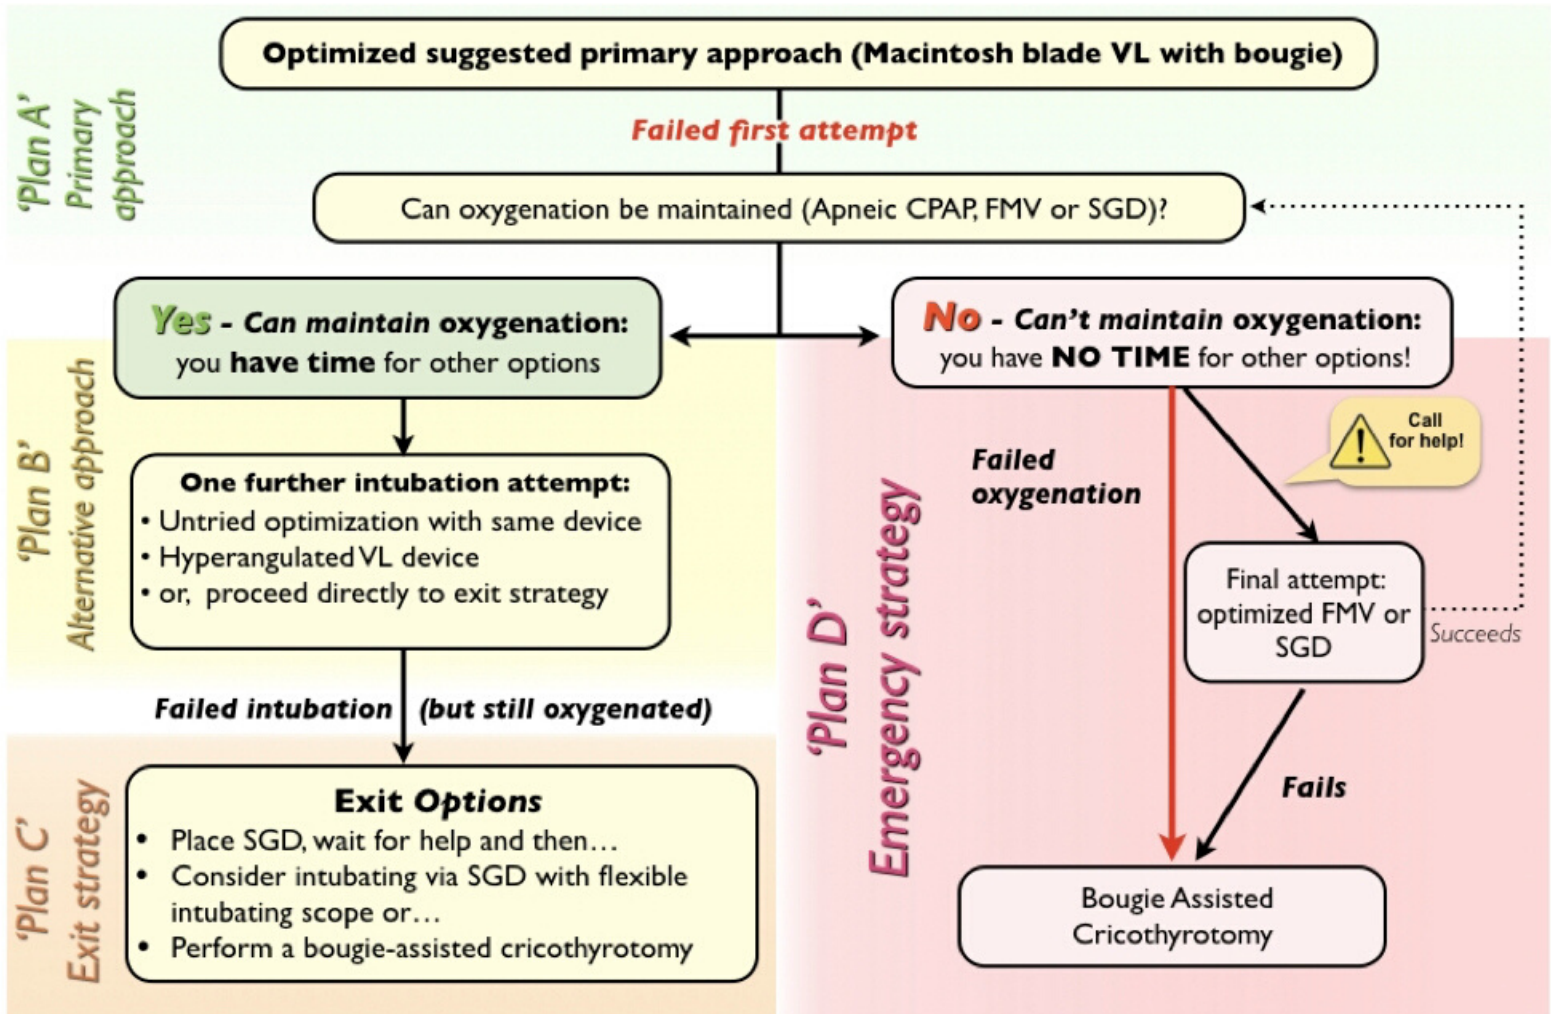 Optimized suggested primary approach (Macintosh blade VL with bougie)
'Plan A'
Primary
approach
Failed first attempt
Can oxygenation be maintained (Apneic CPAP, FMV or SGD)?
Yes - Can maintain oxygenation:
you have time for other options
No - Can't maintain oxygenation:
you have NO TIME for other options!
'Plan B'
Alternative approach
One further intubation attempt:
• Untried optimization with same device
• Hyperangulated VL device
• or, proceed directly to exit strategy
Failed intubation (but still oxygenated)
'Plan C'
Exit strategy
Exit Options
• Place SGD, wait for help and then…
• Consider intubating via SGD with flexible
intubating scope or…
• Perform a bougie-assisted cricothyrotomy
'Plan D'
Emergency strategy
Failed
oxygenation
Call
for help!
Final attempt:
optimized FMV or
SGD
Succeeds
Fails
Bougie Assisted
Cricothyrotomy